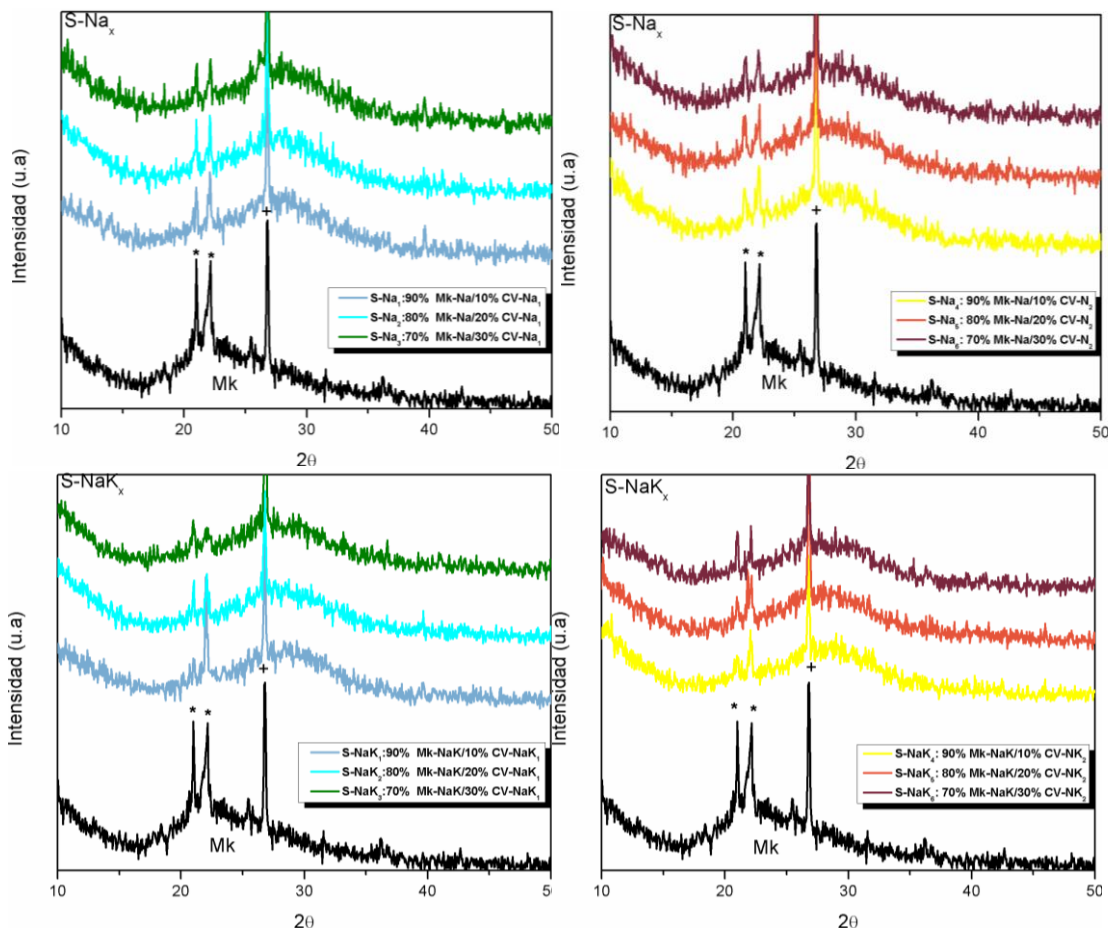 S-Naₓ
Intensidad (u.a)
+
* *
S-Na₁:90% Mk-Na/10% CV-Na₁
S-Na₂:80% Mk-Na/20% CV-Na₁
S-Na₃:70% Mk-Na/30% CV-Na₁
Mk
10 20 30 40 50
2θ
S-Naₓ
Intensidad (u.a)
+
* *
S-Na₄: 90% Mk-Na/10% CV-N₂
S-Na₅: 80% Mk-Na/20% CV-N₂
S-Na₆: 70% Mk-Na/30% CV-N₂
Mk
10 20 30 40 50
2θ
S-NaKₓ
Intensidad (u.a)
+
* *
S-NaK₁:90% Mk-NaK/10% CV-NaK₁
S-NaK₂:80% Mk-NaK/20% CV-NaK₁
S-NaK₃:70% Mk-NaK/30% CV-NaK₁
Mk
10 20 30 40 50
2θ
S-NaKₓ
Intensidad (u.a)
+
* *
S-NaK₄: 90% Mk-NaK/10% CV-NK₂
S-NaK₅: 80% Mk-NaK/20% CV-NK₂
S-NaK₆: 70% Mk-NaK/30% CV-NK₂
Mk
10 20 30 40 50
2θ